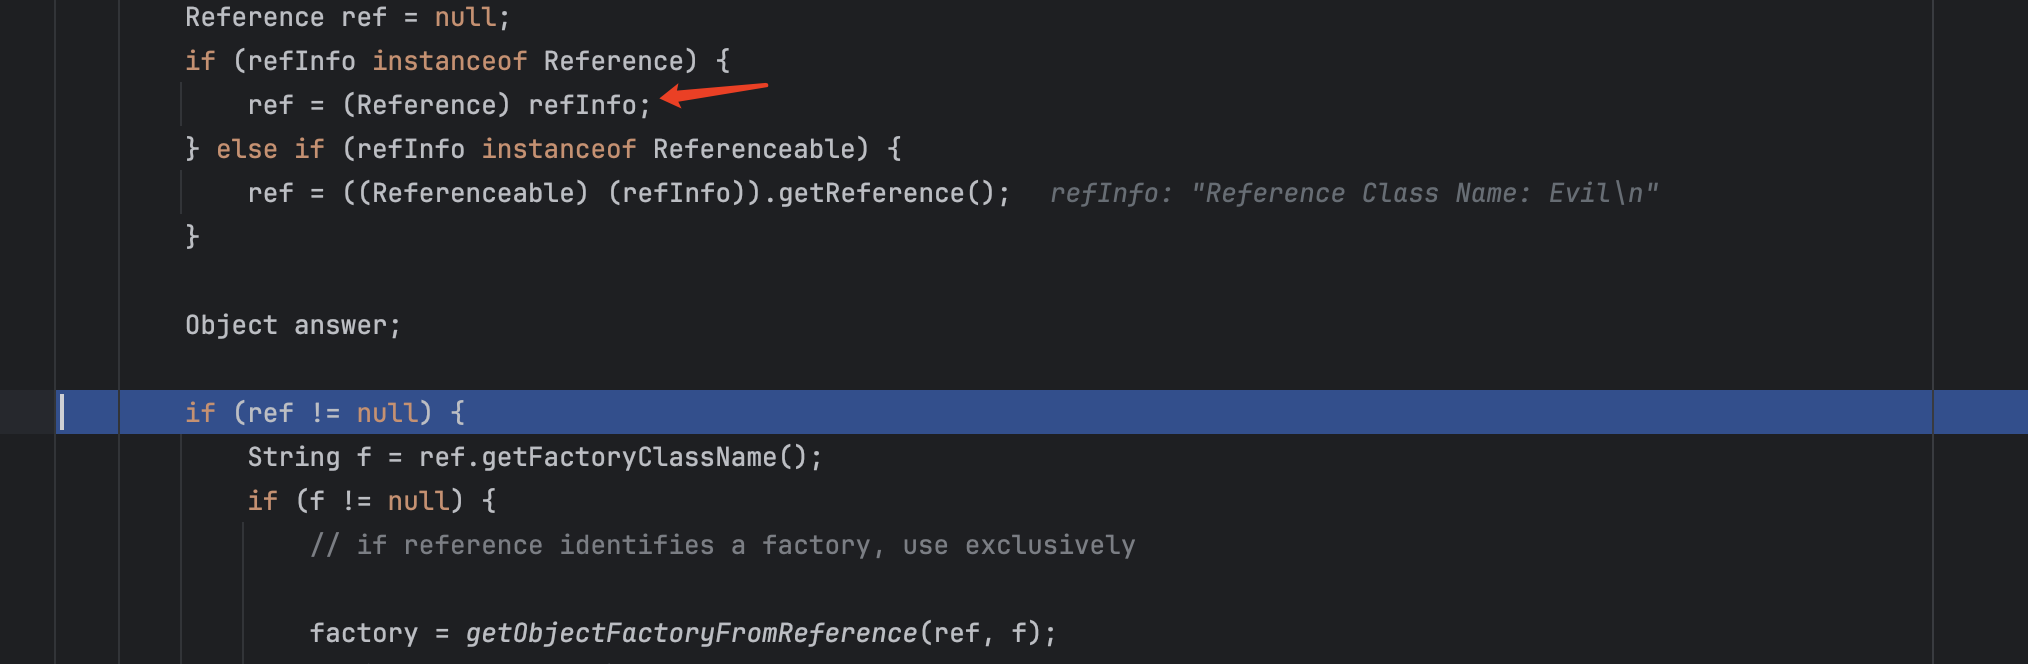 Reference ref = null;
if (refInfo instanceof Reference) {
ref = (Reference) refInfo;
} else if (refInfo instanceof Referenceable) {
ref = ((Referenceable) (refInfo)).getReference();   refInfo: "Reference Class Name: Evil\n"
}
Object answer;
if (ref != null) {
String f = ref.getFactoryClassName();
if (f != null) {
// if reference identifies a factory, use exclusively
factory = getObjectFactoryFromReference(ref, f);